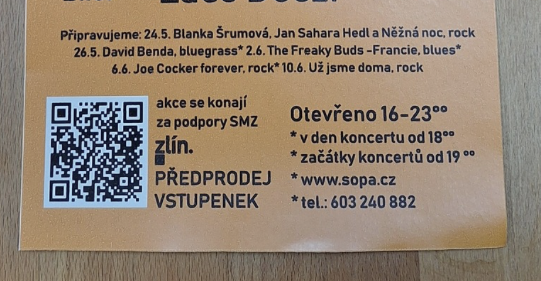 Připravujeme: 24.5. Blanka Šrumová, Jan Sahara Hedl a Něžná noc, rock
26.5. David Benda, bluegrass* 2.6. The Freaky Buds -Francie, blues*
6.6. Joe Cocker forever, rock* 10.6. Už jsme doma, rock
akce se konají
za podpory SMZ
zlín.
PŘEDPRODEJ
VSTUPENEK
Otevřeno 16-23⁰⁰
* v den koncertu od 18⁰⁰
* začátky koncertů od 19 ⁰⁰
* www.sopa.cz
* tel.: 603 240 882